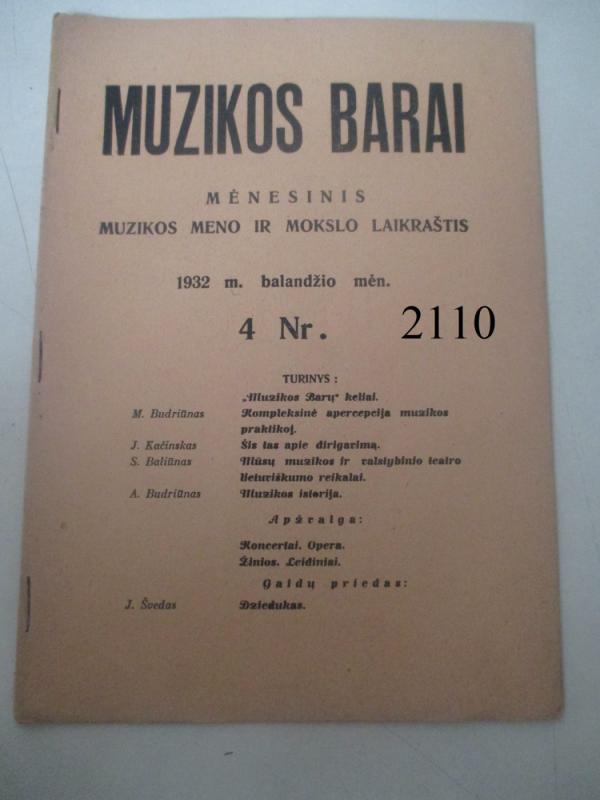 MUZIKOS BARAI
MĖNESINIS
MUZIKOS MENO IR MOKSLO LAIKRAŠTIS
1932 m. balandžio mėn.
4 Nr.
2110
TURINYS :
„Muzikos Barų“ keliai.
M. Budriūnas Kompleksinė apercepcija muzikos
praktikoj.
J. Kačinskas Šis tas apie dirigavimą.
S. Baliūnas Mūsų muzikos ir valstybinio teatro
lietuviškumo reikalai.
A. Budriūnas Muzikos istorija.
Apžvalga:
Koncertai. Opera.
Žinios. Leidiniai.
Gaidų priedas:
J. Švedas Dziedukas.